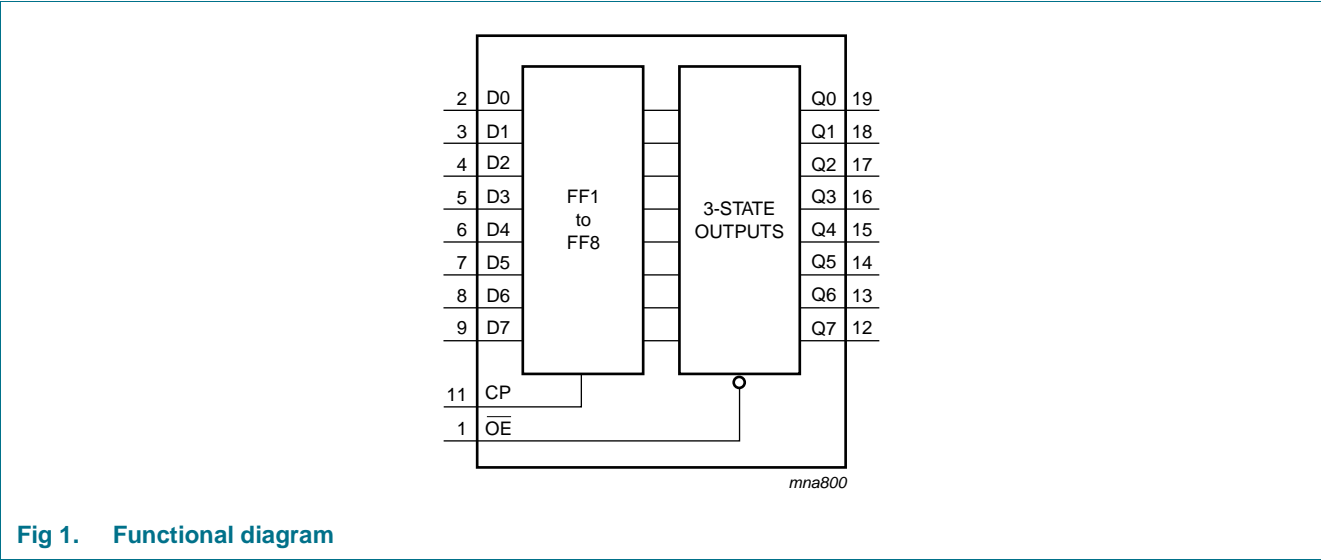 2 D0 Q0 19
3 D1 Q1 18
4 D2 Q2 17
5 D3 FF1 Q3 16
to 3-STATE
6 D4 FF8 OUTPUTS Q4 15
7 D5 Q5 14
8 D6 Q6 13
9 D7 Q7 12
11 CP
1 O̅E̅
mna800
Fig 1. Functional diagram